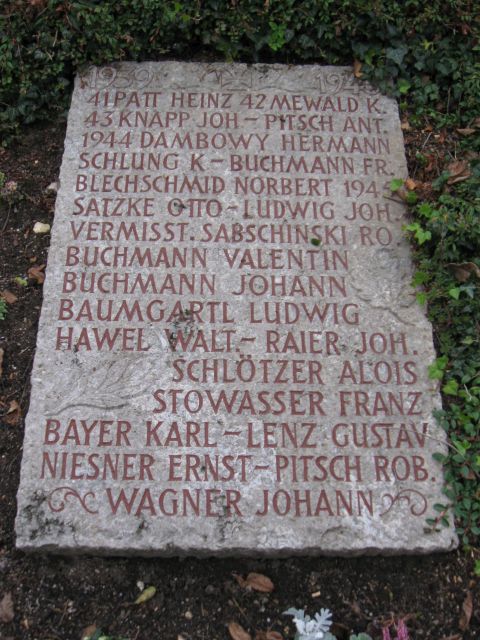 1939 1945
41 PATT HEINZ 42 MEWALD K.
43 KNAPP JOH – PITSCH ANT.
1944 DAMBOWY HERMANN
SCHLUNG K – BUCHMANN FR.
BLECHSCHMID NORBERT 1945
SATZKE OTTO – LUDWIG JOH.
VERMISST. SABSCHINSKI RO.
BUCHMANN VALENTIN
BUCHMANN JOHANN
BAUMGARTL LUDWIG
HAWEL WALT. – RAIER JOH.
SCHLÖTZER ALOIS
STOWASSER FRANZ
BAYER KARL – LENZ GUSTAV
NIESNER ERNST – PITSCH ROB.
WAGNER JOHANN